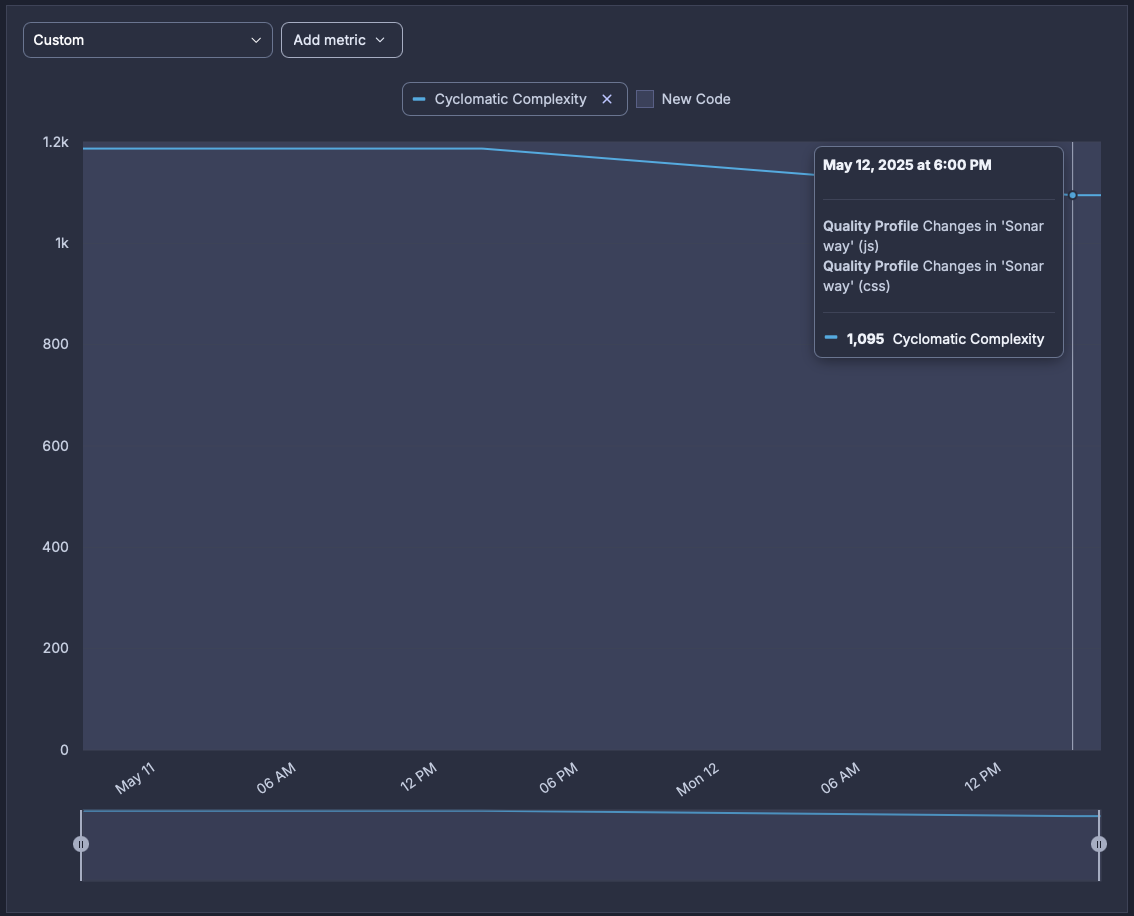 Custom
Add metric
Cyclomatic Complexity
New Code
1.2k
1k
800
600
400
200
0
May 12, 2025 at 6:00 PM
Quality Profile Changes in 'Sonar
way' (js)
Quality Profile Changes in 'Sonar
way' (css)
1,095 Cyclomatic Complexity
May 11
06 AM
12 PM
06 PM
Mon 12
06 AM
12 PM